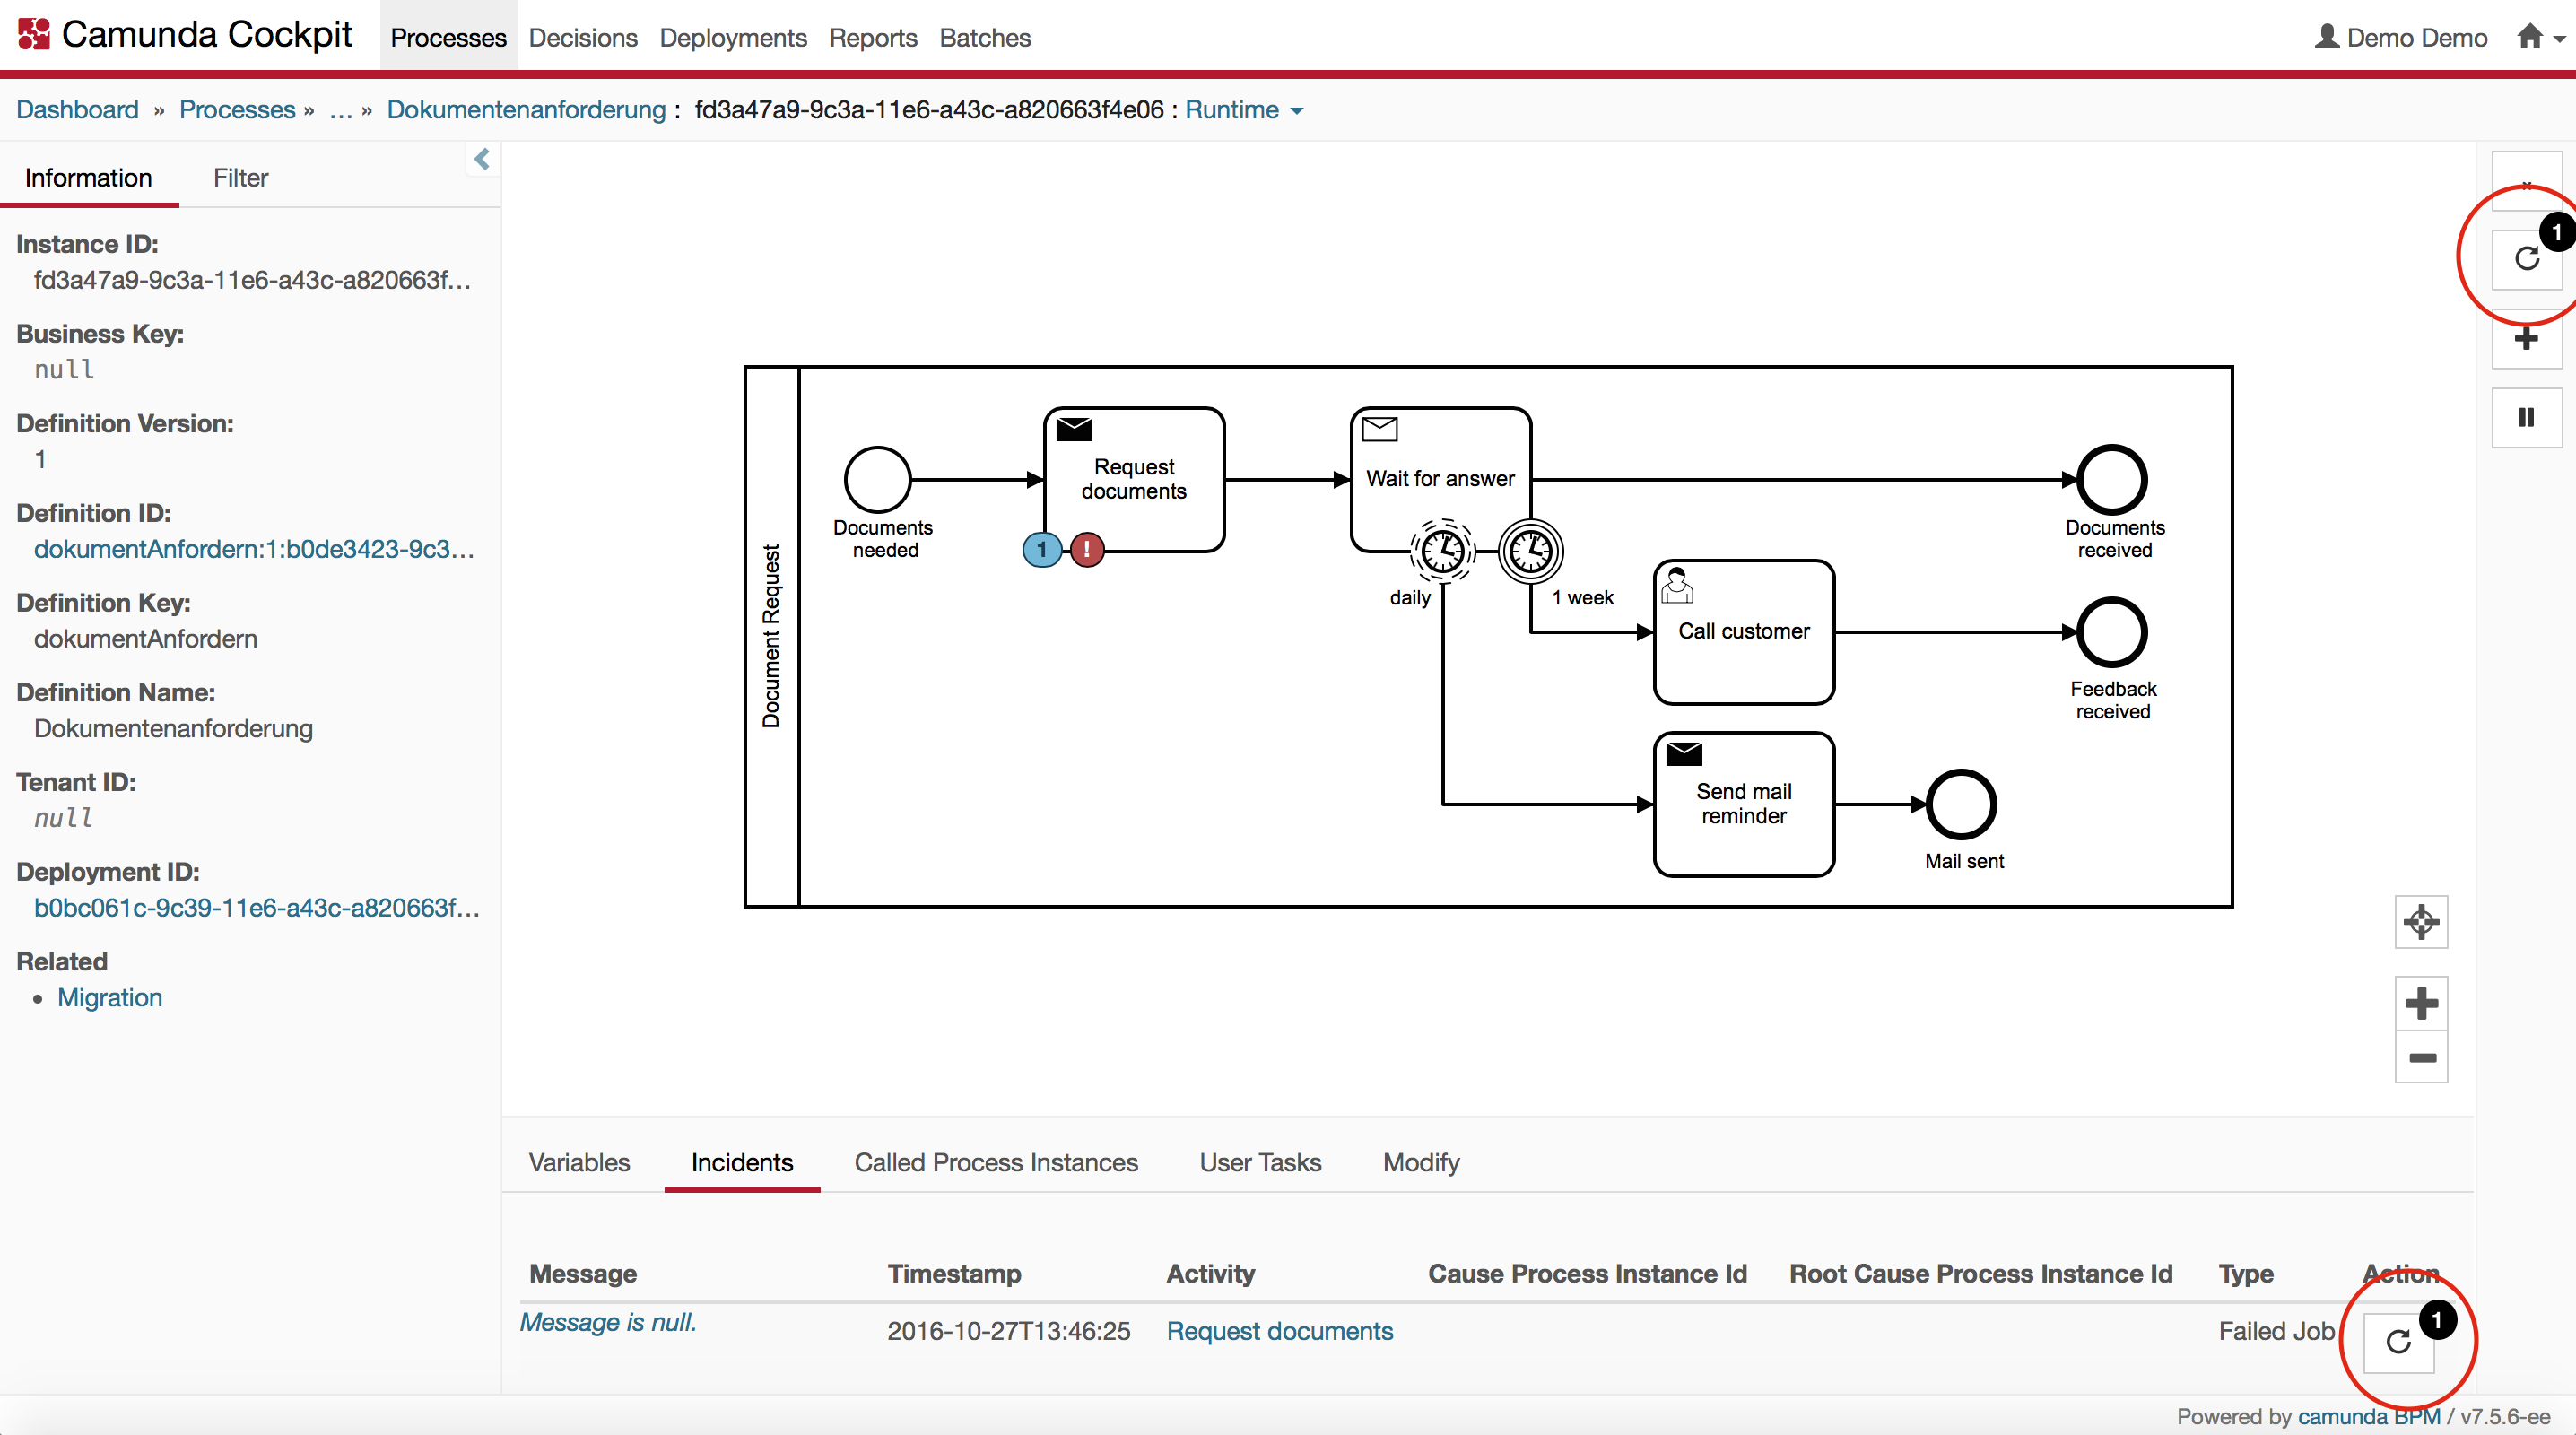 Camunda Cockpit Processes Decisions Deployments Reports Batches Demo Demo
Dashboard » Processes » ... » Dokumentenanforderung : fd3a47a9-9c3a-11e6-a43c-a820663f4e06 : Runtime
Information Filter
Instance ID:
fd3a47a9-9c3a-11e6-a43c-a820663f...
Business Key:
null
Definition Version:
1
Definition ID:
dokumentAnfordern:1:b0de3423-9c3...
Definition Key:
dokumentAnfordern
Definition Name:
Dokumentenanforderung
Tenant ID:
null
Deployment ID:
b0bc061c-9c39-11e6-a43c-a820663f...
Related
• Migration
Document Request
Documents
needed
Request
documents
1 !
Wait for answer
daily
1 week
Call customer
Send mail
reminder
Documents
received
Feedback
received
Mail sent
1
Variables Incidents Called Process Instances User Tasks Modify
Message Timestamp Activity Cause Process Instance Id Root Cause Process Instance Id Type Action
Message is null. 2016-10-27T13:46:25 Request documents Failed Job 1
Powered by camunda BPM / v7.5.6-ee